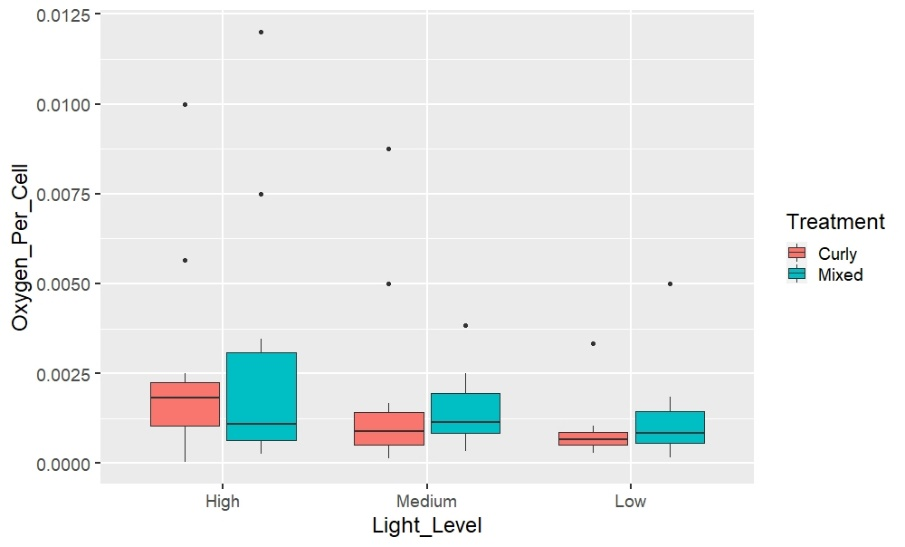 0.0125
0.0100
0.0075
0.0050
0.0025
0.0000
Oxygen_Per_Cell
High Medium Low
Light_Level
Treatment
Curly
Mixed